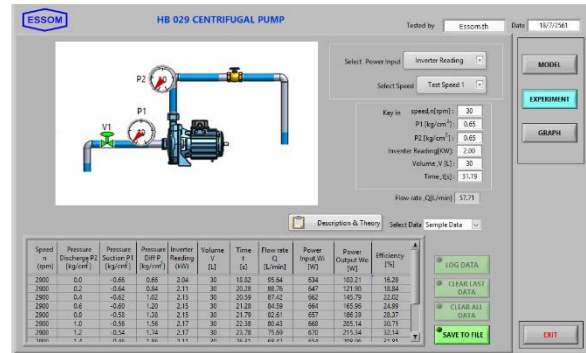 ESSOM
HB 029 CENTRIFUGAL PUMP
Tested by Essom.th Date 18/7/2561
Select Power Input Inverter Reading
Select Speed Test Speed 1
P2
P1
V1
Key in speed,n[rpm] : 30
P1 [kg/cm²] : 0.65
P2 [kg/cm²] : 0.65
Inverter Reading[KW]: 2.00
Volume ,V [L] : 30
Time ,t[s] : 31.19
Flow rate ,Q[L/min] 57.71
MODEL
EXPERIMENT
GRAPH
Description & Theory Select Data Sample Data
Speed n (rpm) Pressure Discharge P2 [kg/cm²] Pressure Suction P1 [kg/cm²] Pressure Diff P [kg/cm²] Inverter Reading (kW) Volume V [L] Time t [s] Flow rate Q [L/min] Power Input,Wi [W] Power Output Wo [W] Efficiency [%]
2900 0.0 -0.66 0.66 2.04 30 18.82 95.64 634 103.21 16.28
2900 0.2 -0.64 0.84 2.11 30 20.28 88.76 647 121.90 18.84
2900 0.4 -0.62 1.02 2.15 30 20.59 87.42 662 145.79 22.02
2900 0.6 -0.60 1.20 2.15 30 21.28 84.59 664 165.96 24.99
2900 0.8 -0.58 1.38 2.15 30 21.79 82.61 657 186.39 28.37
2900 1.0 -0.56 1.56 2.17 30 22.38 80.43 668 205.14 30.71
2900 1.2 -0.54 1.74 2.17 30 23.78 75.69 670 215.34 32.14
LOG DATA
CLEAR LAST DATA
CLEAR ALL DATA
SAVE TO FILE
EXIT